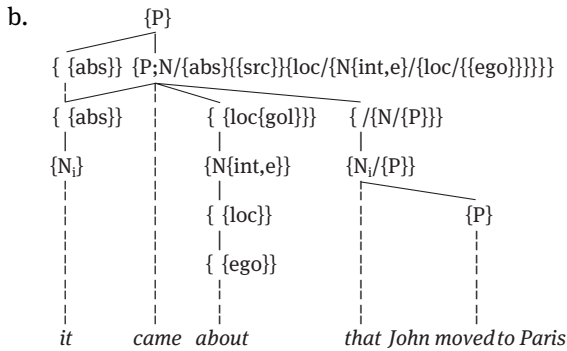 b.
{P}
{ {abs}} {P;N/{abs}{{src}}{loc/{N{int,e}/{loc/{{ego}}}}}}
{ {abs}} { {loc{gol}}} { /{N/{P}}}
{Nᵢ} {N{int,e}} {Nᵢ/{P}}
{ {loc}} {P}
{ {ego}}
it came about that John moved to Paris